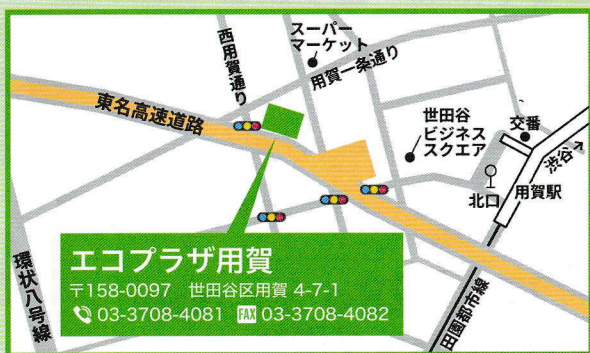 スーパー
マーケット
西用賀通り
用賀一条通り
東名高速道路
世田谷
ビジネス
スクエア
交番
渋谷→
北口
用賀駅
環状八号線
田園都市線
エコプラザ用賀
〒158-0097 世田谷区用賀 4-7-1
03-3708-4081 FAX 03-3708-4082